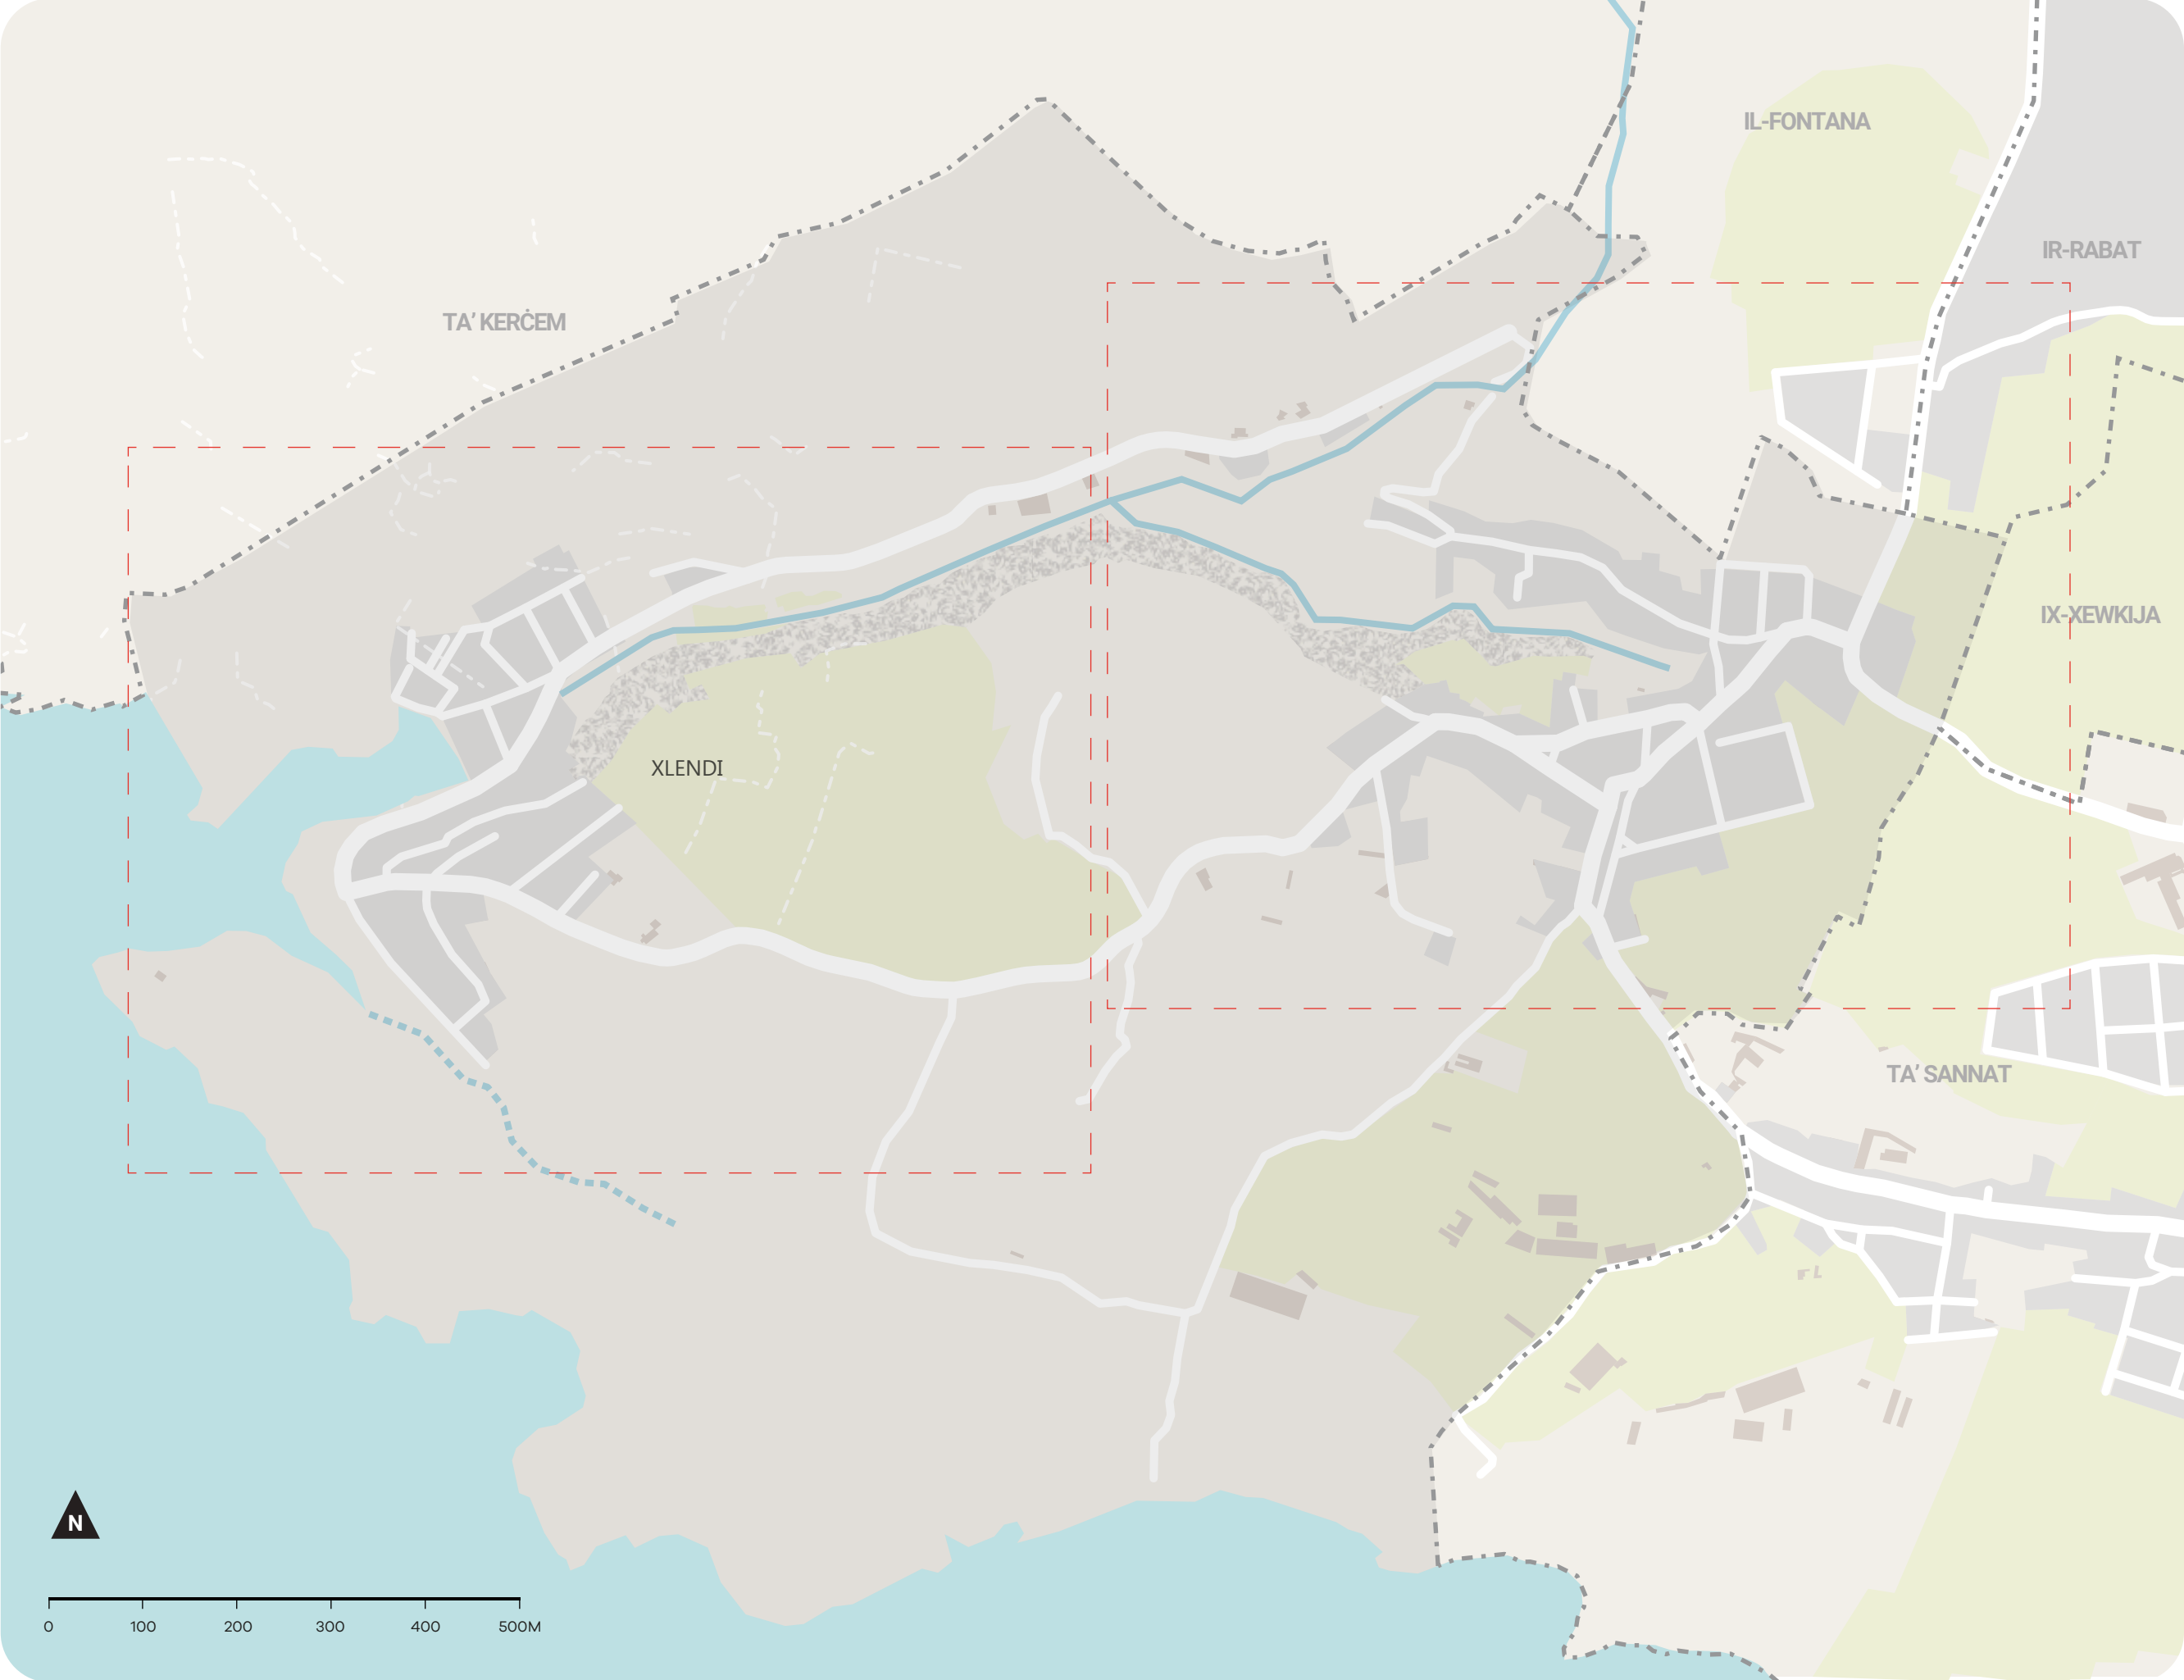 IL-FONTANA
IR-RABAT
TA’ KERĊEM
IX-XEWKIJA
XLENDI
TA’ SANNAT
N
0 100 200 300 400 500M